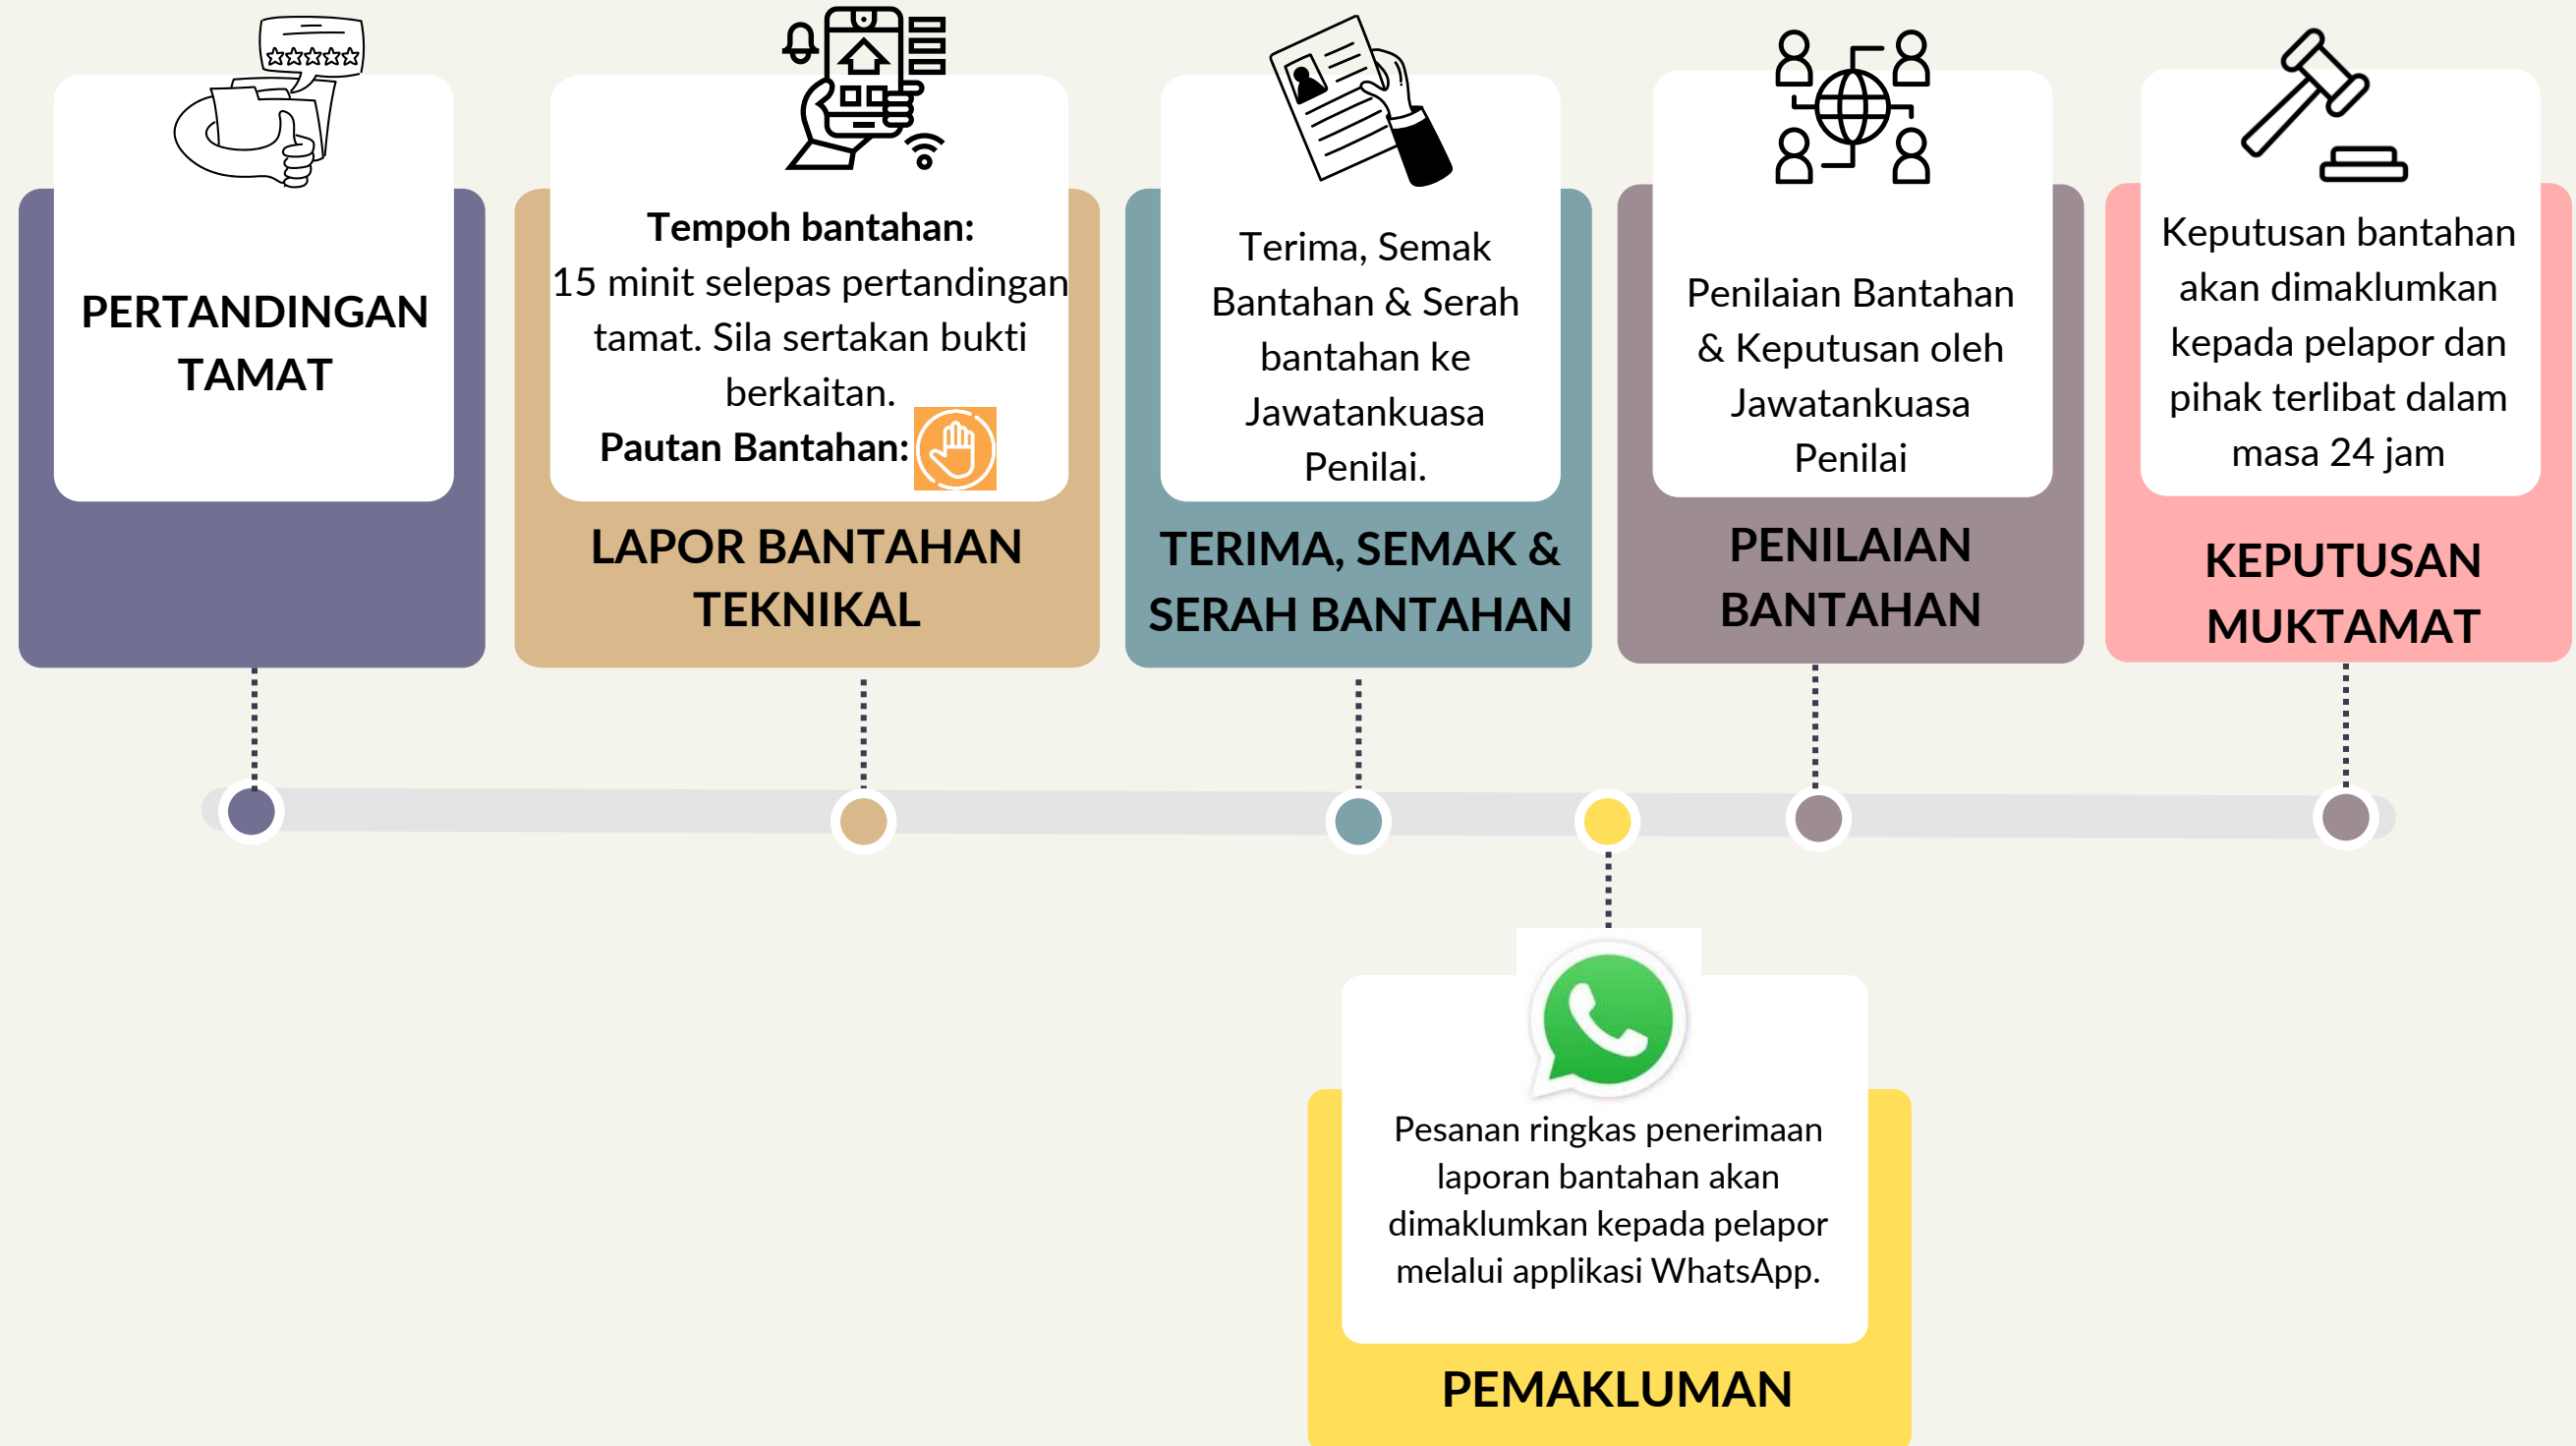 PERTANDINGAN
TAMAT
Tempoh bantahan:
15 minit selepas pertandingan
tamat. Sila sertakan bukti
berkaitan.
Pautan Bantahan:
LAPOR BANTAHAN
TEKNIKAL
Terima, Semak
Bantahan & Serah
bantahan ke
Jawatankuasa
Penilai.
TERIMA, SEMAK &
SERAH BANTAHAN
Penilaian Bantahan
& Keputusan oleh
Jawatankuasa
Penilai
PENILAIAN
BANTAHAN
Keputusan bantahan
akan dimaklumkan
kepada pelapor dan
pihak terlibat dalam
masa 24 jam
KEPUTUSAN
MUKTAMAT
Pesanan ringkas penerimaan
laporan bantahan akan
dimaklumkan kepada pelapor
melalui applikasi WhatsApp.
PEMAKLUMAN